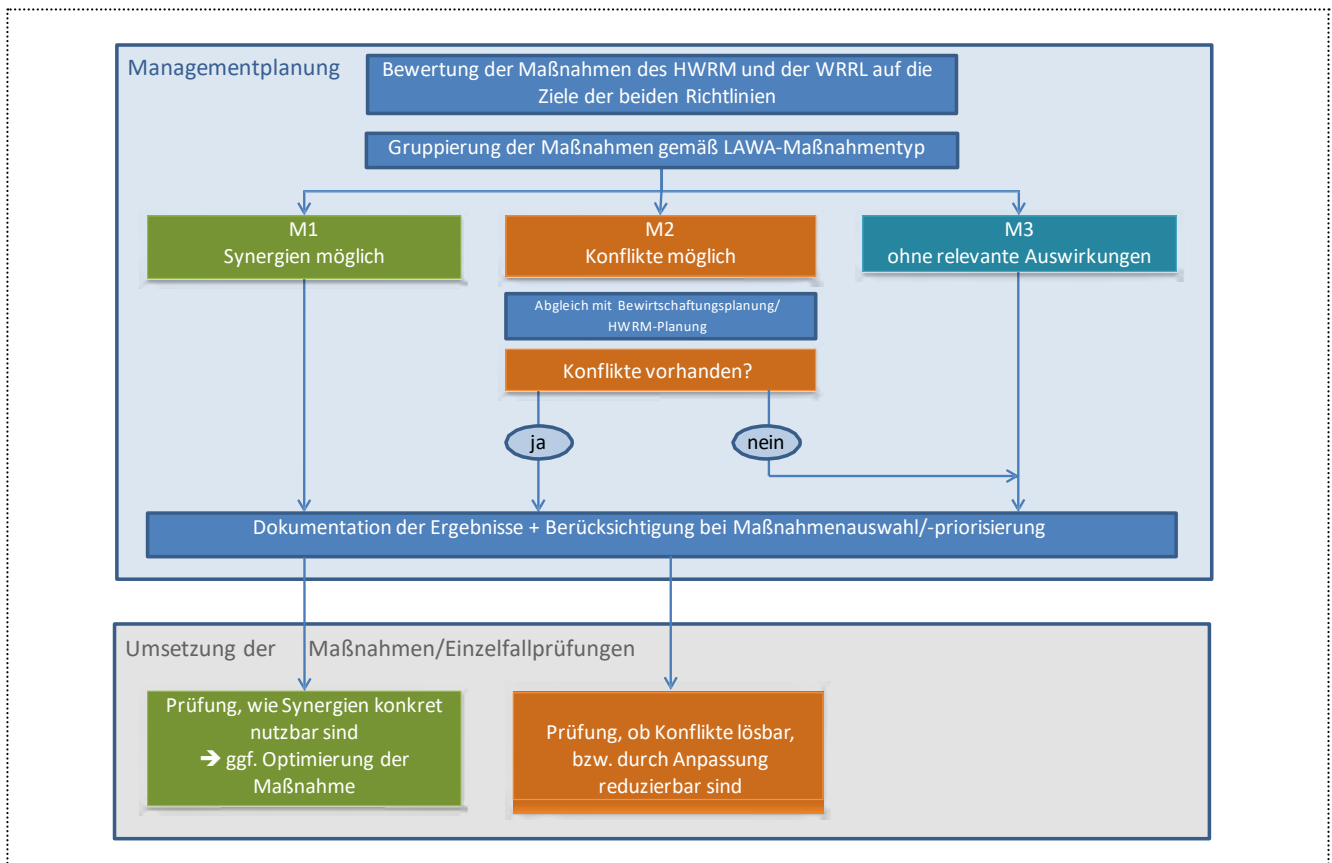 Managementplanung
Bewertung der Maßnahmen des HWRM und der WRRL auf die
Ziele der beiden Richtlinien
Gruppierung der Maßnahmen gemäß LAWA-Maßnahmentyp
M1
Synergien möglich
M2
Konflikte möglich
M3
ohne relevante Auswirkungen
Abgleich mit Bewirtschaftungsplanung/
HWRM-Planung
Konflikte vorhanden?
ja
nein
Dokumentation der Ergebnisse + Berücksichtigung bei Maßnahmenauswahl/-priorisierung
Umsetzung der Maßnahmen/Einzelfallprüfungen
Prüfung, wie Synergien konkret
nutzbar sind
➔ ggf. Optimierung der
Maßnahme
Prüfung, ob Konflikte lösbar,
bzw. durch Anpassung
reduzierbar sind